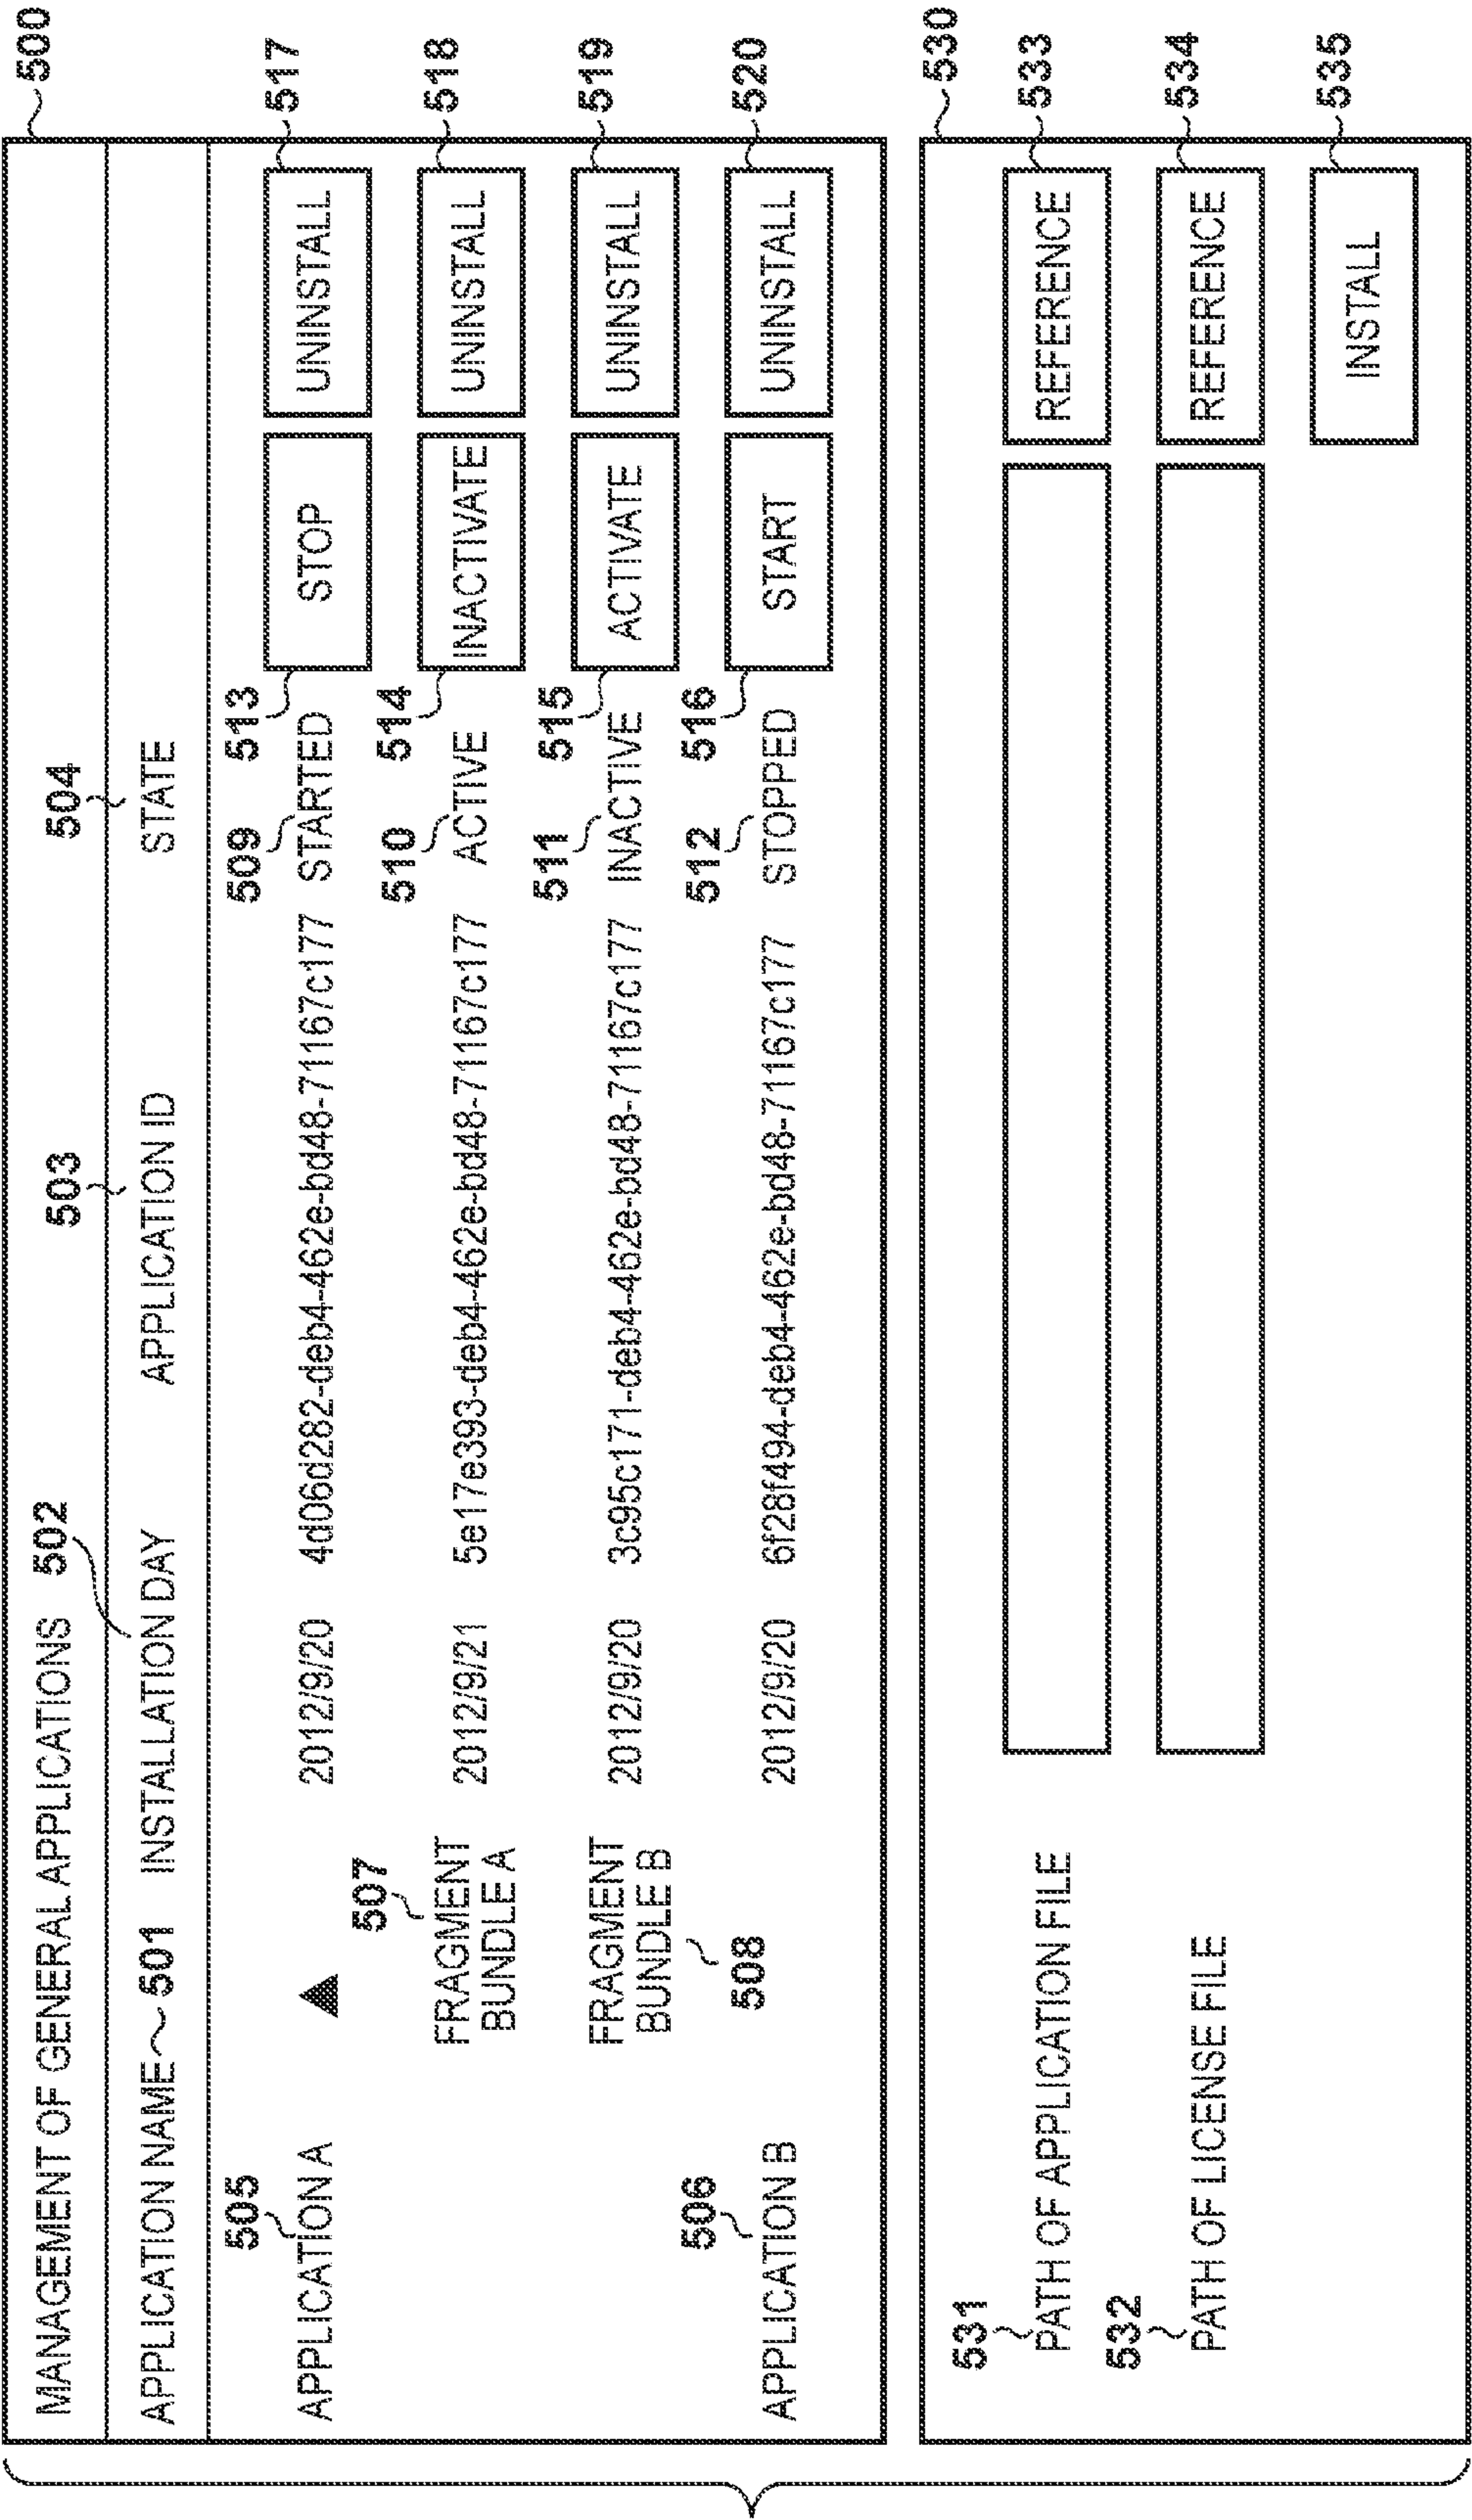 500
MANAGEMENT OF GENERAL APPLICATIONS
502
503
504
APPLICATION NAME 501 INSTALLATION DAY APPLICATION ID STATE
505
509
513
517
APPLICATION A ▲ 2012/9/20 4d06d282-deb4-462e-bd48-71167c177 STARTED STOP UNINSTALL
507
510
514
518
FRAGMENT BUNDLE A 2012/9/21 5e17e393-deb4-462e-bd48-71167c177 ACTIVE INACTIVATE UNINSTALL
511
515
519
FRAGMENT BUNDLE B 2012/9/20 3c95c171-deb4-462e-bd48-71167c177 INACTIVE ACTIVATE UNINSTALL
508
506
512
516
520
APPLICATION B 2012/9/20 6f28f494-deb4-462e-bd48-71167c177 STOPPED START UNINSTALL
530
531
533
PATH OF APPLICATION FILE REFERENCE
532
534
PATH OF LICENSE FILE REFERENCE
535
INSTALL